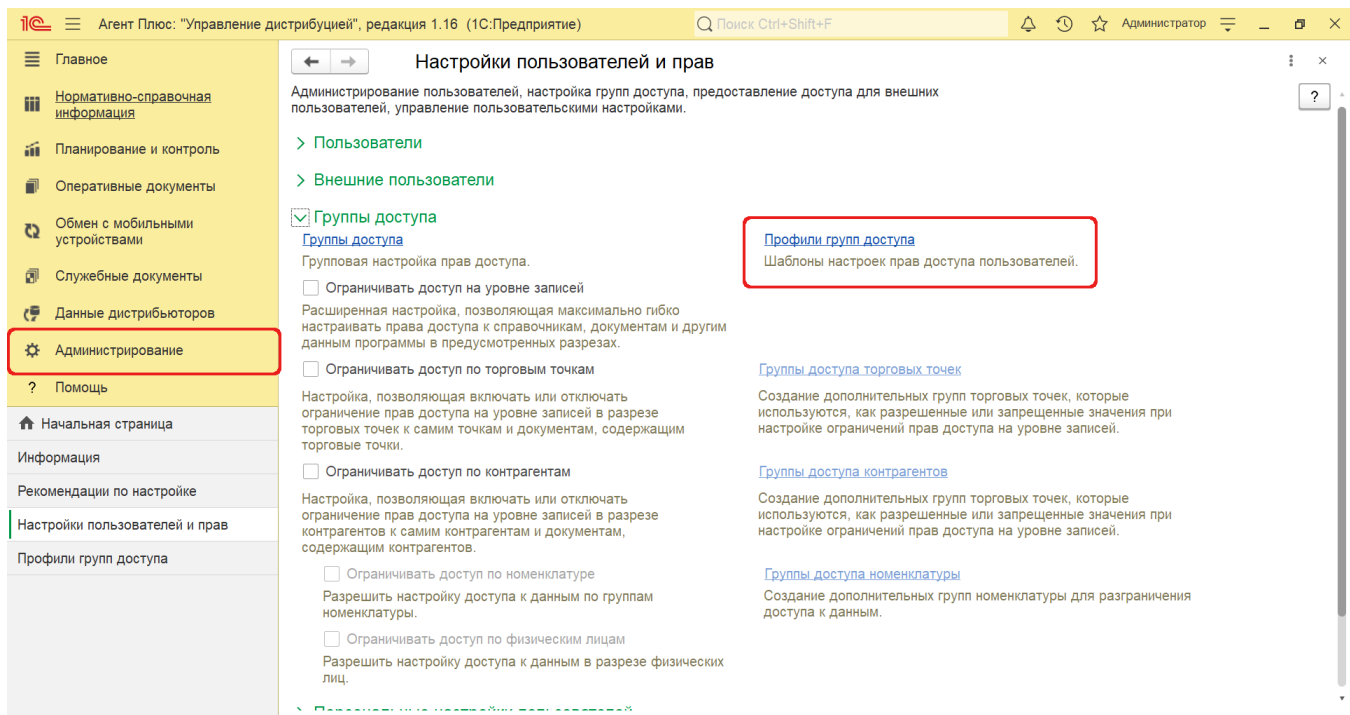 Агент Плюс: "Управление дистрибуцией", редакция 1.16 (1С:Предприятие)
Поиск Ctrl+Shift+F
Администратор
Главное
Нормативно-справочная
информация
Планирование и контроль
Оперативные документы
Обмен с мобильными
устройствами
Служебные документы
Данные дистрибьюторов
Администрирование
? Помощь
Начальная страница
Информация
Рекомендации по настройке
Настройки пользователей и прав
Профили групп доступа
Настройки пользователей и прав
Администрирование пользователей, настройка групп доступа, предоставление доступа для внешних
пользователей, управление пользовательскими настройками.
?
Пользователи
Внешние пользователи
Группы доступа
Группы доступа
Групповая настройка прав доступа.
Профили групп доступа
Шаблоны настроек прав доступа пользователей.
Ограничивать доступ на уровне записей
Расширенная настройка, позволяющая максимально гибко
настраивать права доступа к справочникам, документам и другим
данным программы в предусмотренных разрезах.
Ограничивать доступ по торговым точкам
Настройка, позволяющая включать или отключать
ограничение прав доступа на уровне записей в разрезе
торговых точек к самим точкам и документам, содержащим
торговые точки.
Группы доступа торговых точек
Создание дополнительных групп торговых точек, которые
используются, как разрешенные или запрещенные значения при
настройке ограничений прав доступа на уровне записей.
Ограничивать доступ по контрагентам
Настройка, позволяющая включать или отключать
ограничение прав доступа на уровне записей в разрезе
контрагентов к самим контрагентам и документам,
содержащим контрагентов.
Группы доступа контрагентов
Создание дополнительных групп торговых точек, которые
используются, как разрешенные или запрещенные значения при
настройке ограничений прав доступа на уровне записей.
Ограничивать доступ по номенклатуре
Разрешить настройку доступа к данным по группам
номенклатуры.
Группы доступа номенклатуры
Создание дополнительных групп номенклатуры для разграничения
доступа к данным.
Ограничивать доступ по физическим лицам
Разрешить настройку доступа к данным в разрезе физических
лиц.
Персональные настройки пользователей